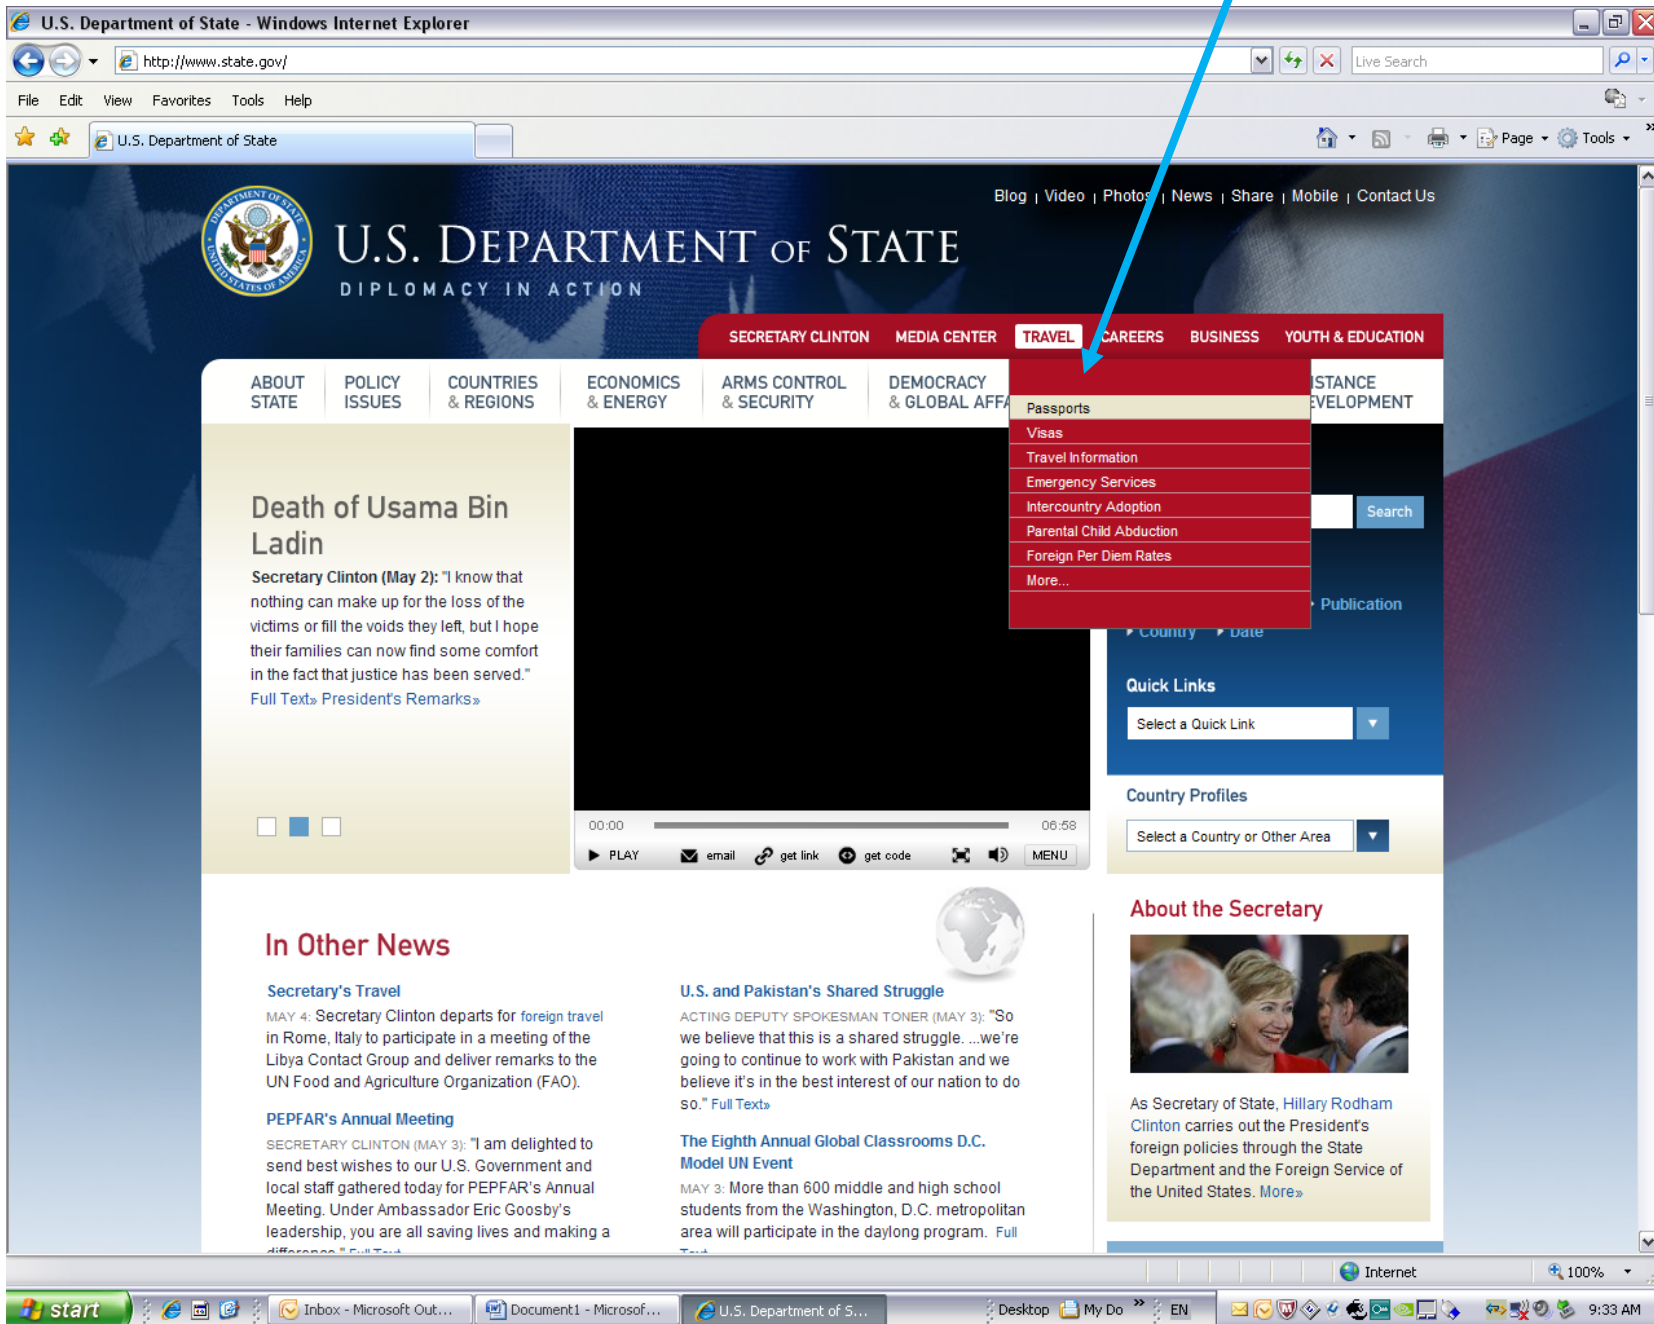 U.S. Department of State - Windows Internet Explorer
http://www.state.gov/
Live Search
File Edit View Favorites Tools Help
U.S. Department of State
Page Tools
Blog | Video | Photos | News | Share | Mobile | Contact Us
U.S. DEPARTMENT OF STATE
DIPLOMACY IN ACTION
SECRETARY CLINTON MEDIA CENTER TRAVEL CAREERS BUSINESS YOUTH & EDUCATION
ABOUT STATE
POLICY ISSUES
COUNTRIES & REGIONS
ECONOMICS & ENERGY
ARMS CONTROL & SECURITY
DEMOCRACY & GLOBAL AFFA
ISTANCE
EVELOPMENT
Passports
Visas
Travel Information
Emergency Services
Intercountry Adoption
Parental Child Abduction
Foreign Per Diem Rates
More...
Search
Publication
Country Date
Quick Links
Select a Quick Link
Country Profiles
Select a Country or Other Area
Death of Usama Bin
Ladin
Secretary Clinton (May 2): "I know that
nothing can make up for the loss of the
victims or fill the voids they left, but I hope
their families can now find some comfort
in the fact that justice has been served."
Full Text» President's Remarks»
00:00 06:58
PLAY email get link get code MENU
In Other News
Secretary's Travel
MAY 4: Secretary Clinton departs for foreign travel
in Rome, Italy to participate in a meeting of the
Libya Contact Group and deliver remarks to the
UN Food and Agriculture Organization (FAO).
PEPFAR's Annual Meeting
SECRETARY CLINTON (MAY 3): "I am delighted to
send best wishes to our U.S. Government and
local staff gathered today for PEPFAR's Annual
Meeting. Under Ambassador Eric Goosby's
leadership, you are all saving lives and making a
difference." Full Text
U.S. and Pakistan's Shared Struggle
ACTING DEPUTY SPOKESMAN TONER (MAY 3): "So
we believe that this is a shared struggle. ...we're
going to continue to work with Pakistan and we
believe it's in the best interest of our nation to do
so." Full Text»
The Eighth Annual Global Classrooms D.C.
Model UN Event
MAY 3: More than 600 middle and high school
students from the Washington, D.C. metropolitan
area will participate in the daylong program. Full
Text
About the Secretary
As Secretary of State, Hillary Rodham
Clinton carries out the President's
foreign policies through the State
Department and the Foreign Service of
the United States. More»
Internet 100%
start Inbox - Microsoft Out... Document1 - Microsof... U.S. Department of S... Desktop My Do EN 9:33 AM